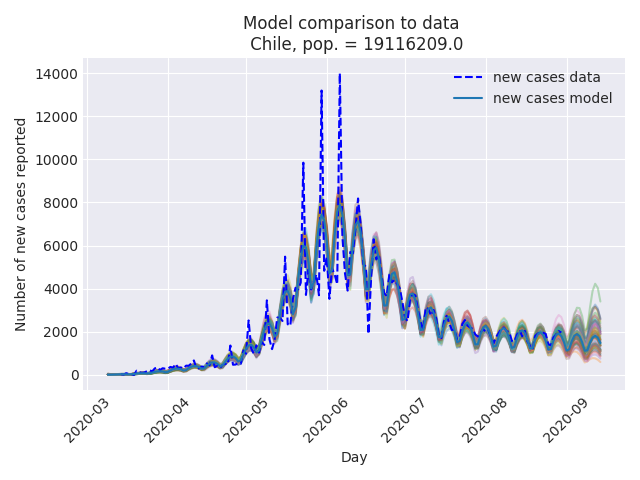 Model comparison to data
Chile, pop. = 19116209.0
new cases data
new cases model
Number of new cases reported
14000
12000
10000
8000
6000
4000
2000
0
2020-03
2020-04
2020-05
2020-06
2020-07
2020-08
2020-09
Day